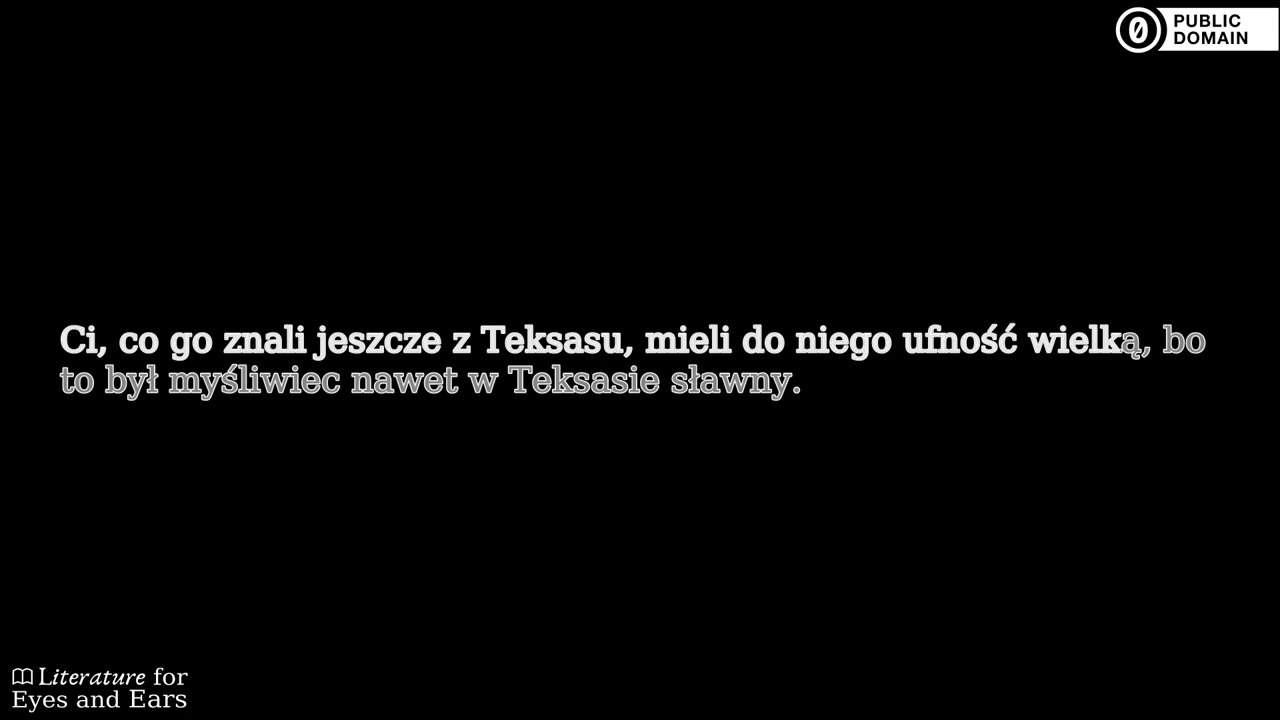 PUBLIC
DOMAIN
Ci, co go znali jeszcze z Teksasu, mieli do niego ufność wielką, bo
to był myśliwiec nawet w Teksasie sławny.
Literature for
Eyes and Ears